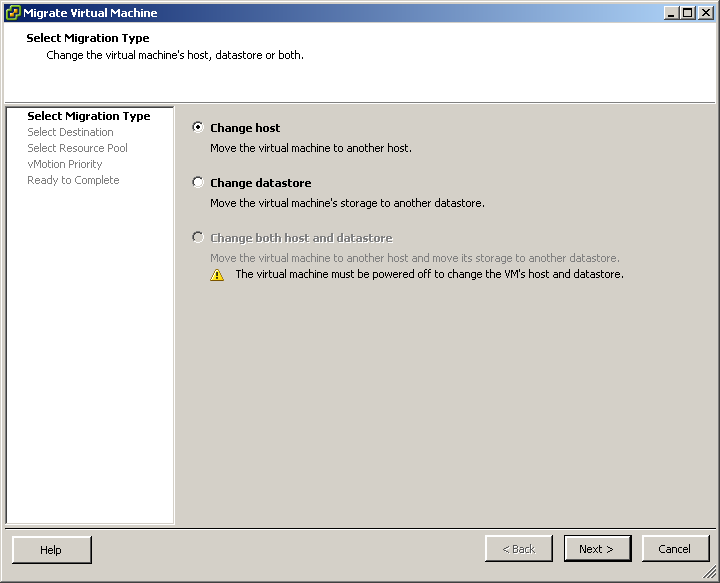 Migrate Virtual Machine
Select Migration Type
Change the virtual machine's host, datastore or both.
Select Migration Type
Select Destination
Select Resource Pool
vMotion Priority
Ready to Complete
Change host
Move the virtual machine to another host.
Change datastore
Move the virtual machine's storage to another datastore.
Change both host and datastore
Move the virtual machine to another host and move its storage to another datastore.
The virtual machine must be powered off to change the VM's host and datastore.
Help
< Back
Next >
Cancel